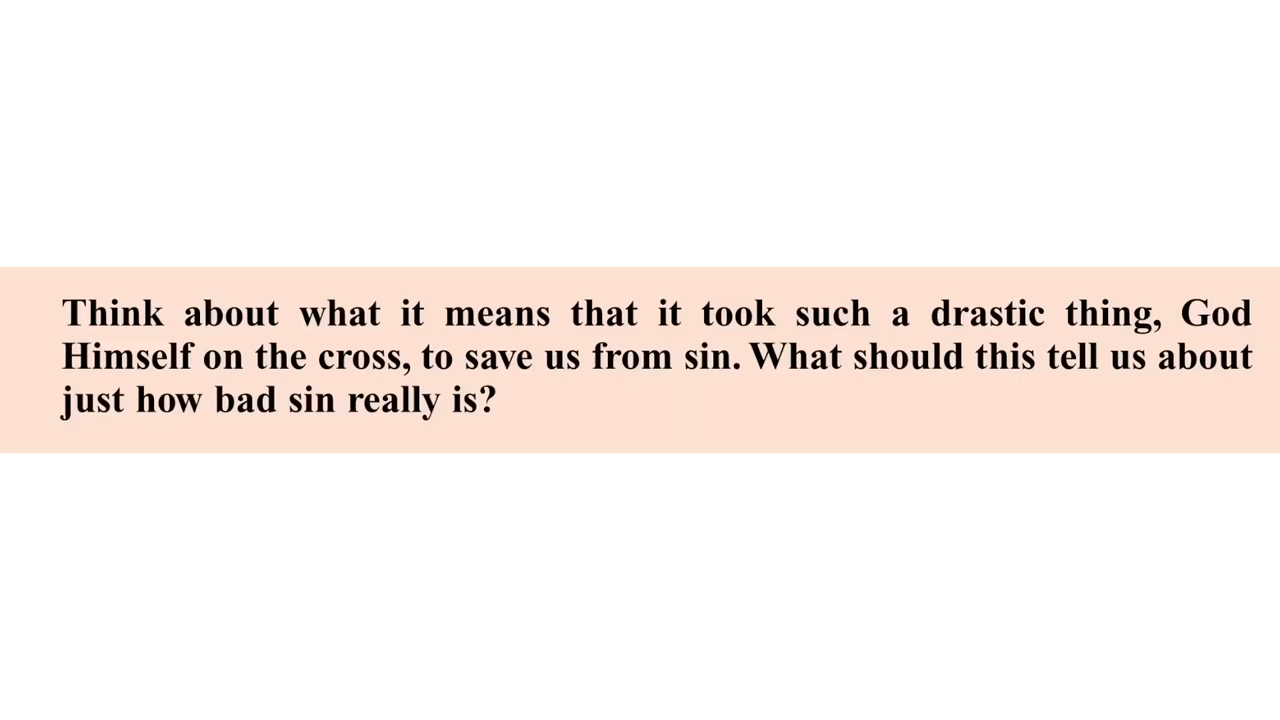 Think about what it means that it took such a drastic thing, God
Himself on the cross, to save us from sin. What should this tell us about
just how bad sin really is?